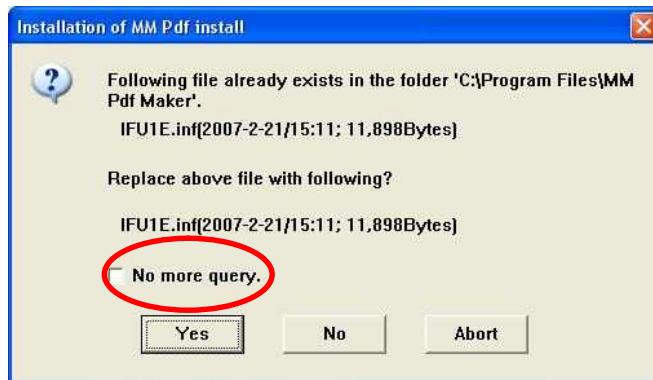 Installation of MM Pdf install
Following file already exists in the folder 'C:\Program Files\MM
Pdf Maker'.
IFU1E.inf(2007-2-21/15:11; 11,898Bytes)
Replace above file with following?
IFU1E.inf(2007-2-21/15:11; 11,898Bytes)
No more query.
Yes No Abort